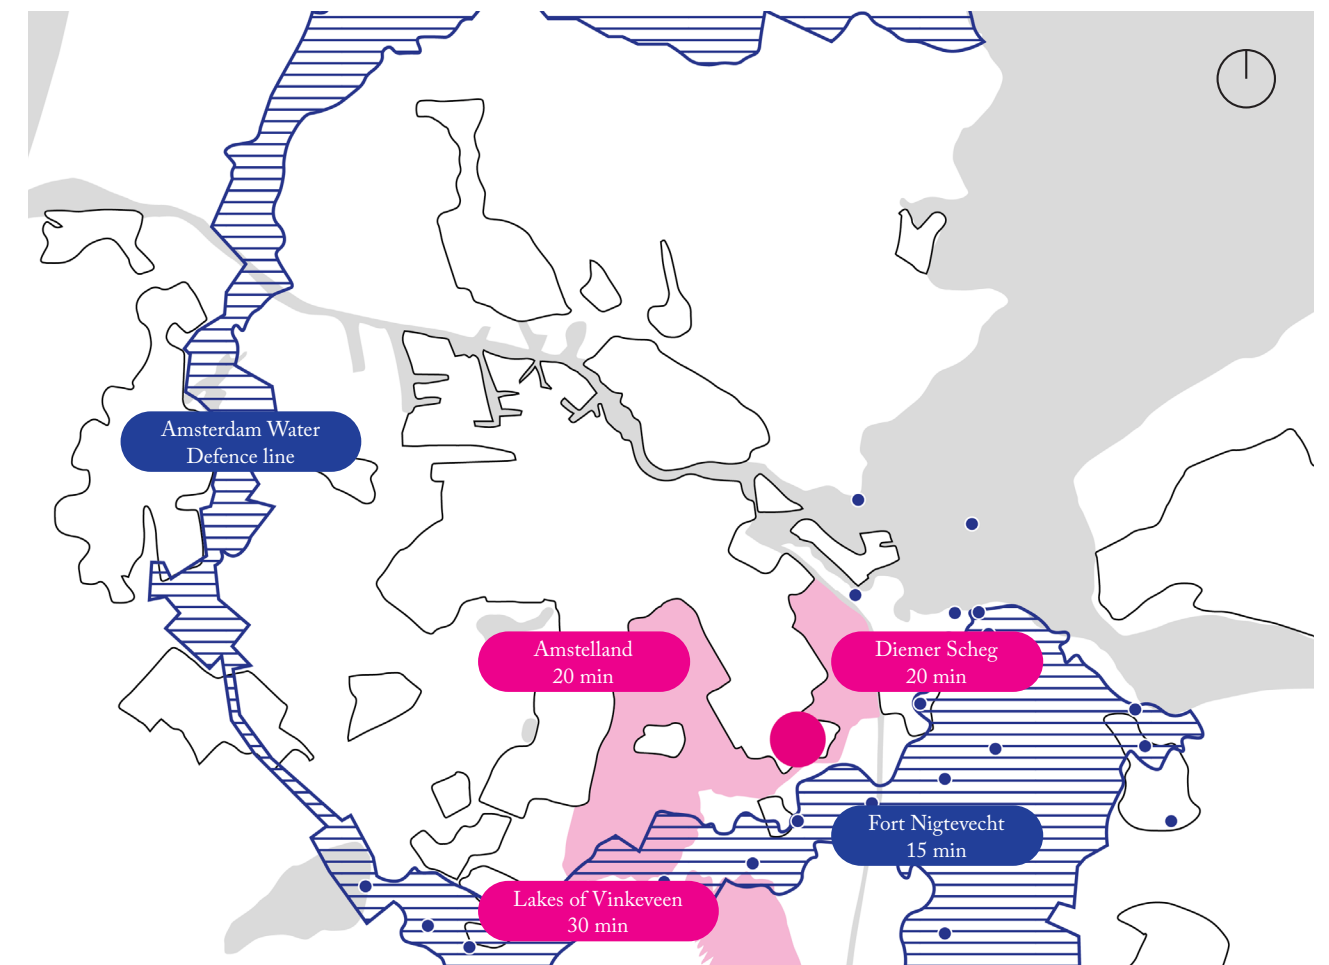 Amsterdam Water
Defence line
Amstelland
20 min
Diemer Scheg
20 min
Fort Nigtevecht
15 min
Lakes of Vinkeveen
30 min